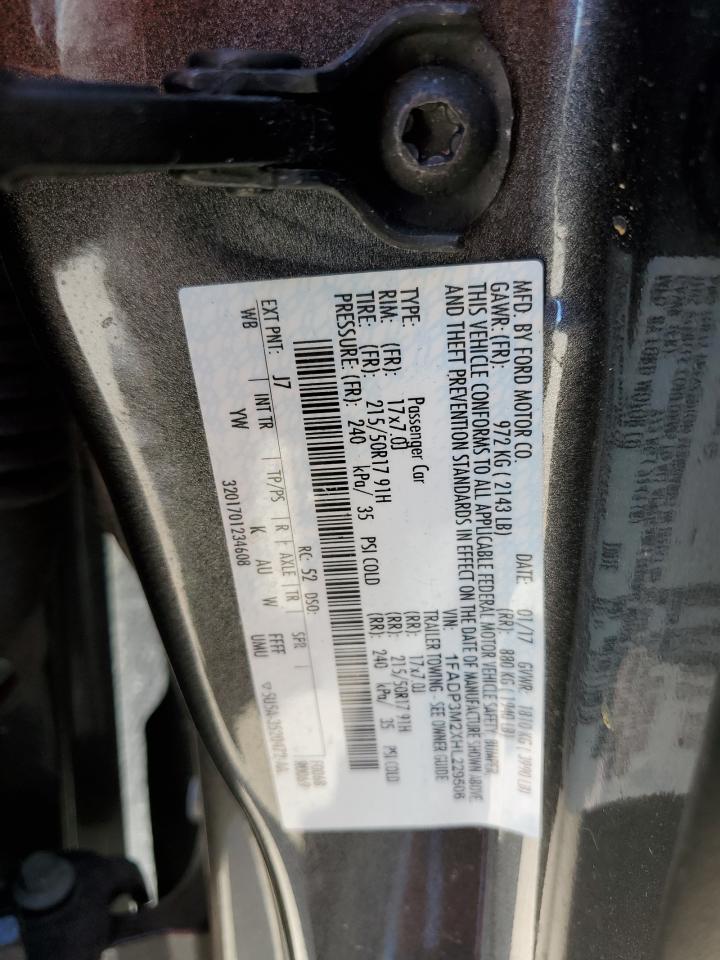 MFD. BY FORD MOTOR CO. DATE: 01/17 GVWR: 1810 KG ( 3990 LB)
GAWR: (FR): 972 KG ( 2143 LB) (RR): 880 KG ( 1940 LB)
THIS VEHICLE CONFORMS TO ALL APPLICABLE FEDERAL MOTOR VEHICLE SAFETY, BUMPER,
AND THEFT PREVENTION STANDARDS IN EFFECT ON THE DATE OF MANUFACTURE SHOWN ABOVE
VIN: 1FADP3M2XHL229506
TYPE: Passenger Car TRAILER TOWING - SEE OWNER GUIDE
RIM: (FR): 17x7.0J (RR): 17x7.0J
TIRE: (FR): 215/50R17 91H (RR): 215/50R17 91H
PRESSURE: (FR): 240 kPa/ 35 PSI COLD (RR): 240 kPa/ 35 PSI COLD
EXT PNT: J7 RC: 52 DSO:
WB INT TR TP/PS R AXLE TR SPR
YW K AU W FFFF UMU
3201701234608